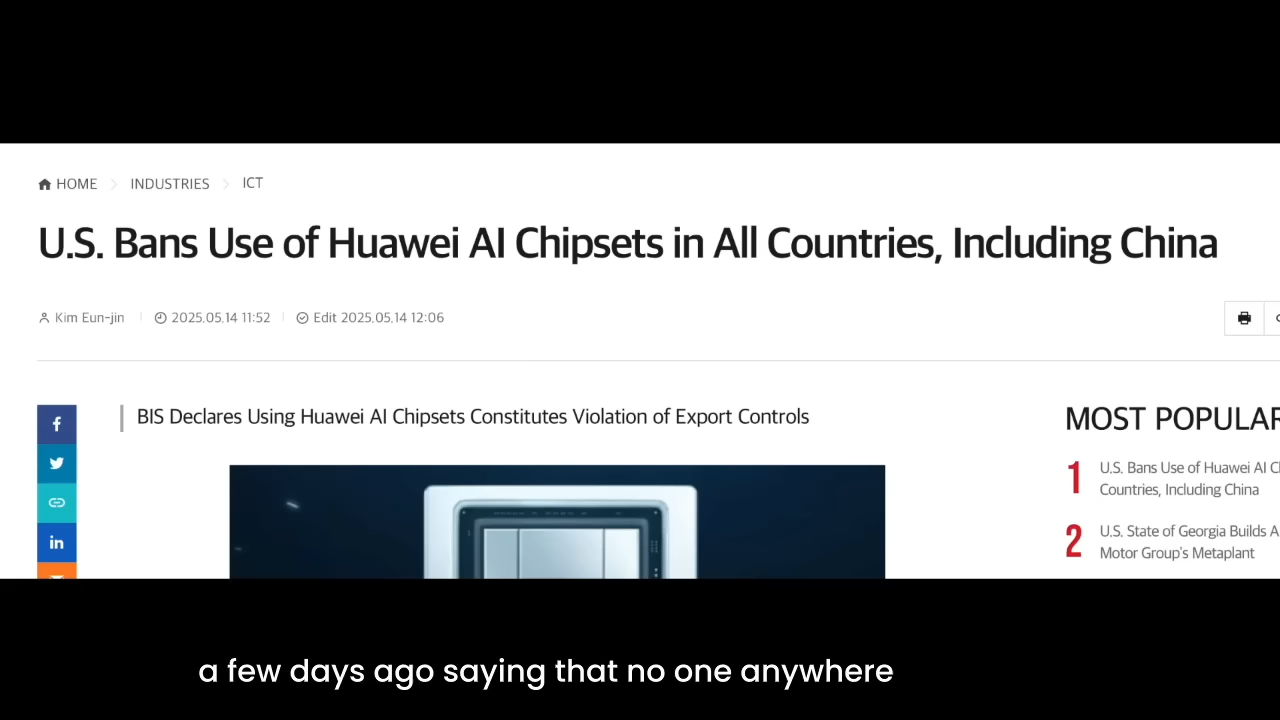 HOME INDUSTRIES ICT
U.S. Bans Use of Huawei AI Chipsets in All Countries, Including China
Kim Eun-jin 2025.05.14 11:52 Edit 2025.05.14 12:06
BIS Declares Using Huawei AI Chipsets Constitutes Violation of Export Controls
MOST POPULAR
1 U.S. Bans Use of Huawei AI
Countries, Including China
2 U.S. State of Georgia Builds
Motor Group's Metaplant
a few days ago saying that no one anywhere